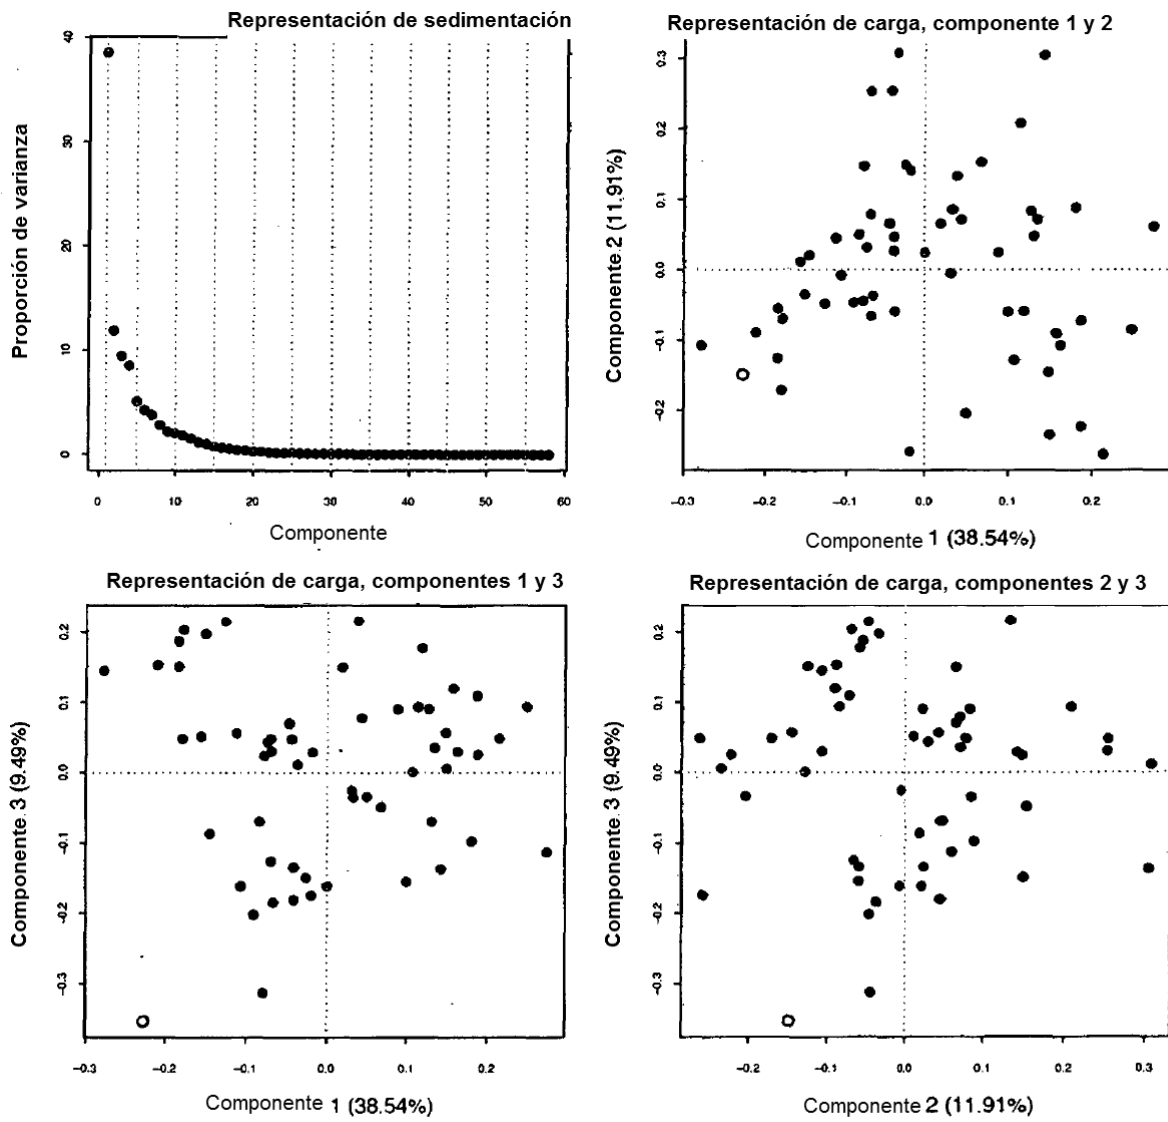 Representación de sedimentación
40
30
20
10
0
Proporción de varianza
0 10 20 30 40 50 60
Componente
Representación de carga, componente 1 y 2
0.3
0.2
0.1
0.0
-0.1
-0.2
Componente 2 (11.91%)
-0.3 -0.2 -0.1 0.0 0.1 0.2
Componente 1 (38.54%)
Representación de carga, componentes 1 y 3
0.2
0.1
0.0
-0.1
-0.2
-0.3
Componente 3 (9.49%)
-0.3 -0.2 -0.1 0.0 0.1 0.2
Componente 1 (38.54%)
Representación de carga, componentes 2 y 3
0.2
0.1
0.0
-0.1
-0.2
-0.3
Componente 3 (9.49%)
-0.2 -0.1 0.0 0.1 0.2 0.3
Componente 2 (11.91%)